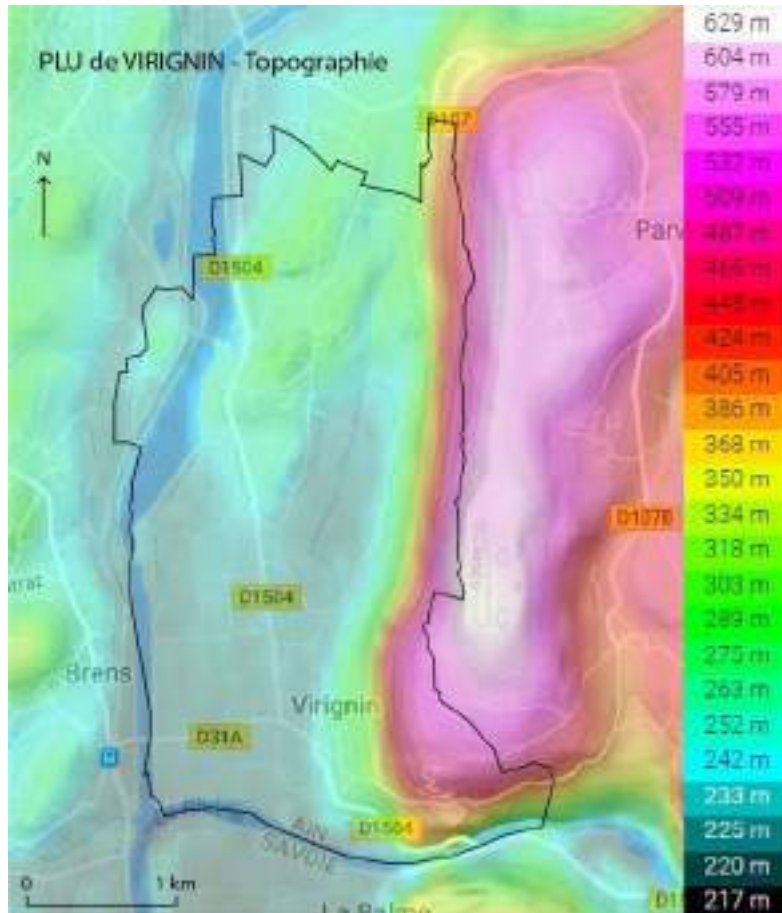 PLU de VIRIGNIN - Topographie
N
D107
D1504
D1504
Brens
Virignin
D31A
D1504
AIN
SAVOIE
0 1 km
La Balme
Parv
629 m
604 m
579 m
555 m
532 m
509 m
487 m
466 m
445 m
424 m
405 m
386 m
368 m
350 m
334 m
318 m
303 m
289 m
275 m
263 m
252 m
242 m
233 m
225 m
220 m
217 m